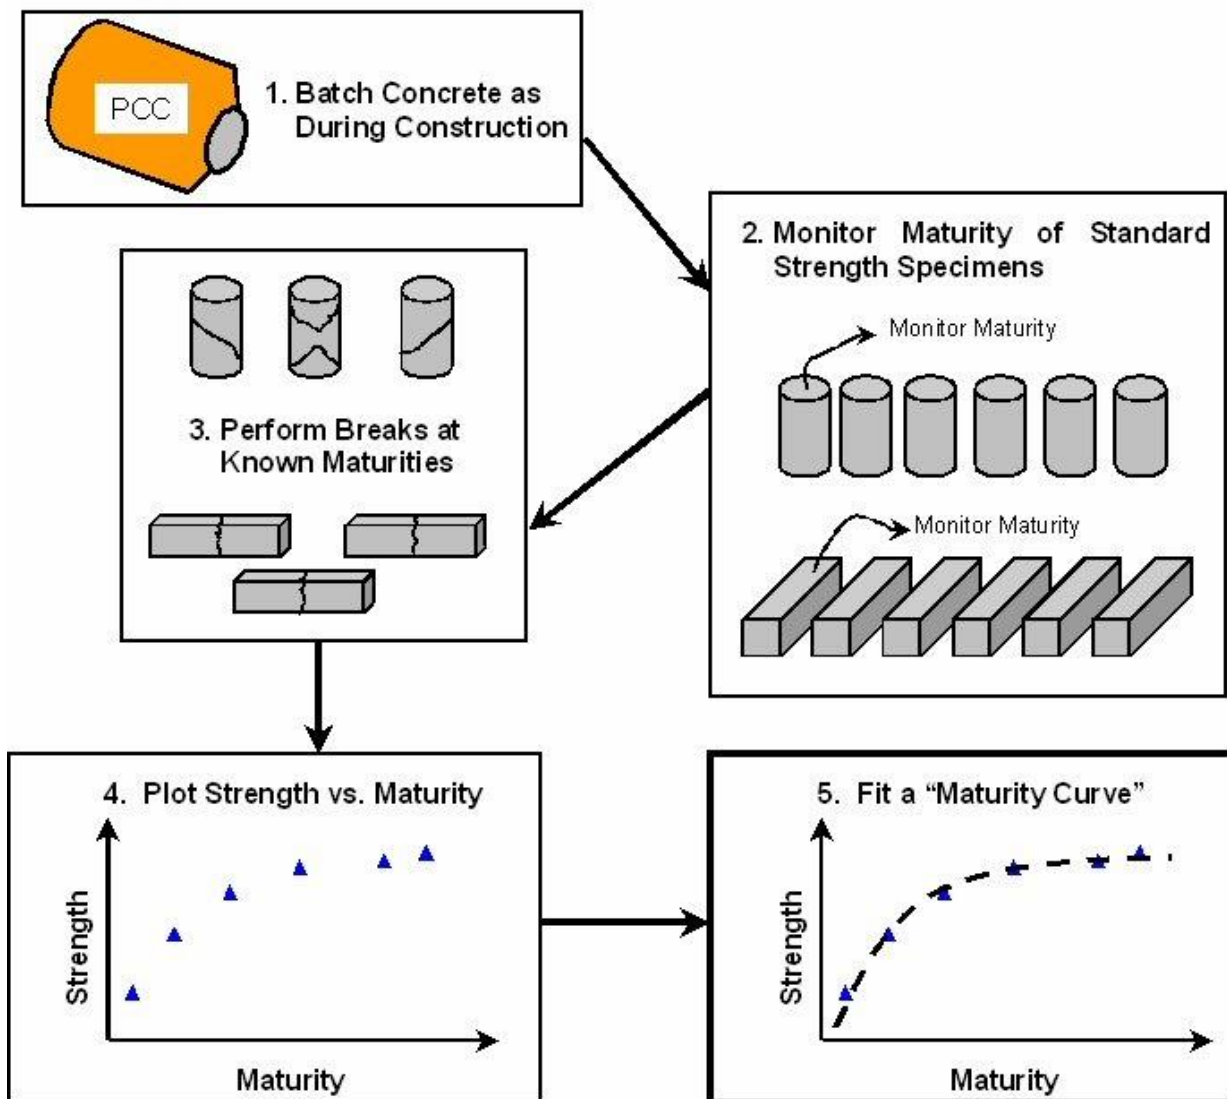 PCC
1. Batch Concrete as
During Construction
2. Monitor Maturity of Standard
Strength Specimens
Monitor Maturity
Monitor Maturity
3. Perform Breaks at
Known Maturities
4. Plot Strength vs. Maturity
Strength
Maturity
5. Fit a “Maturity Curve”
Strength
Maturity